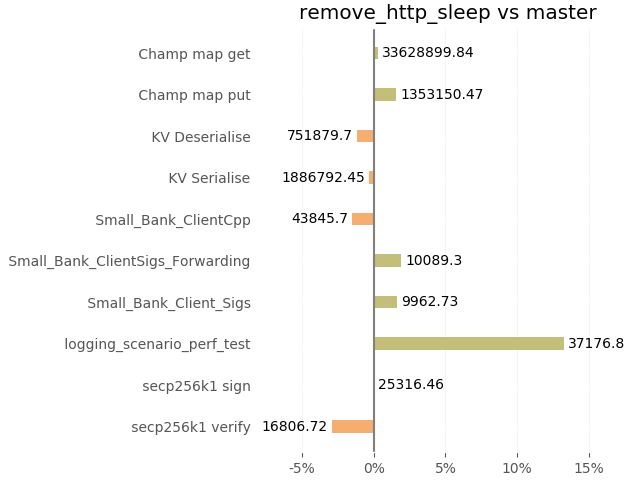 remove_http_sleep vs master
Champ map get 33628899.84
Champ map put 1353150.47
KV Deserialise 751879.7
KV Serialise 1886792.45
Small_Bank_ClientCpp 43845.7
Small_Bank_ClientSigs_Forwarding 10089.3
Small_Bank_Client_Sigs 9962.73
logging_scenario_perf_test 37176.8
secp256k1 sign 25316.46
secp256k1 verify 16806.72
-5% 0% 5% 10% 15%